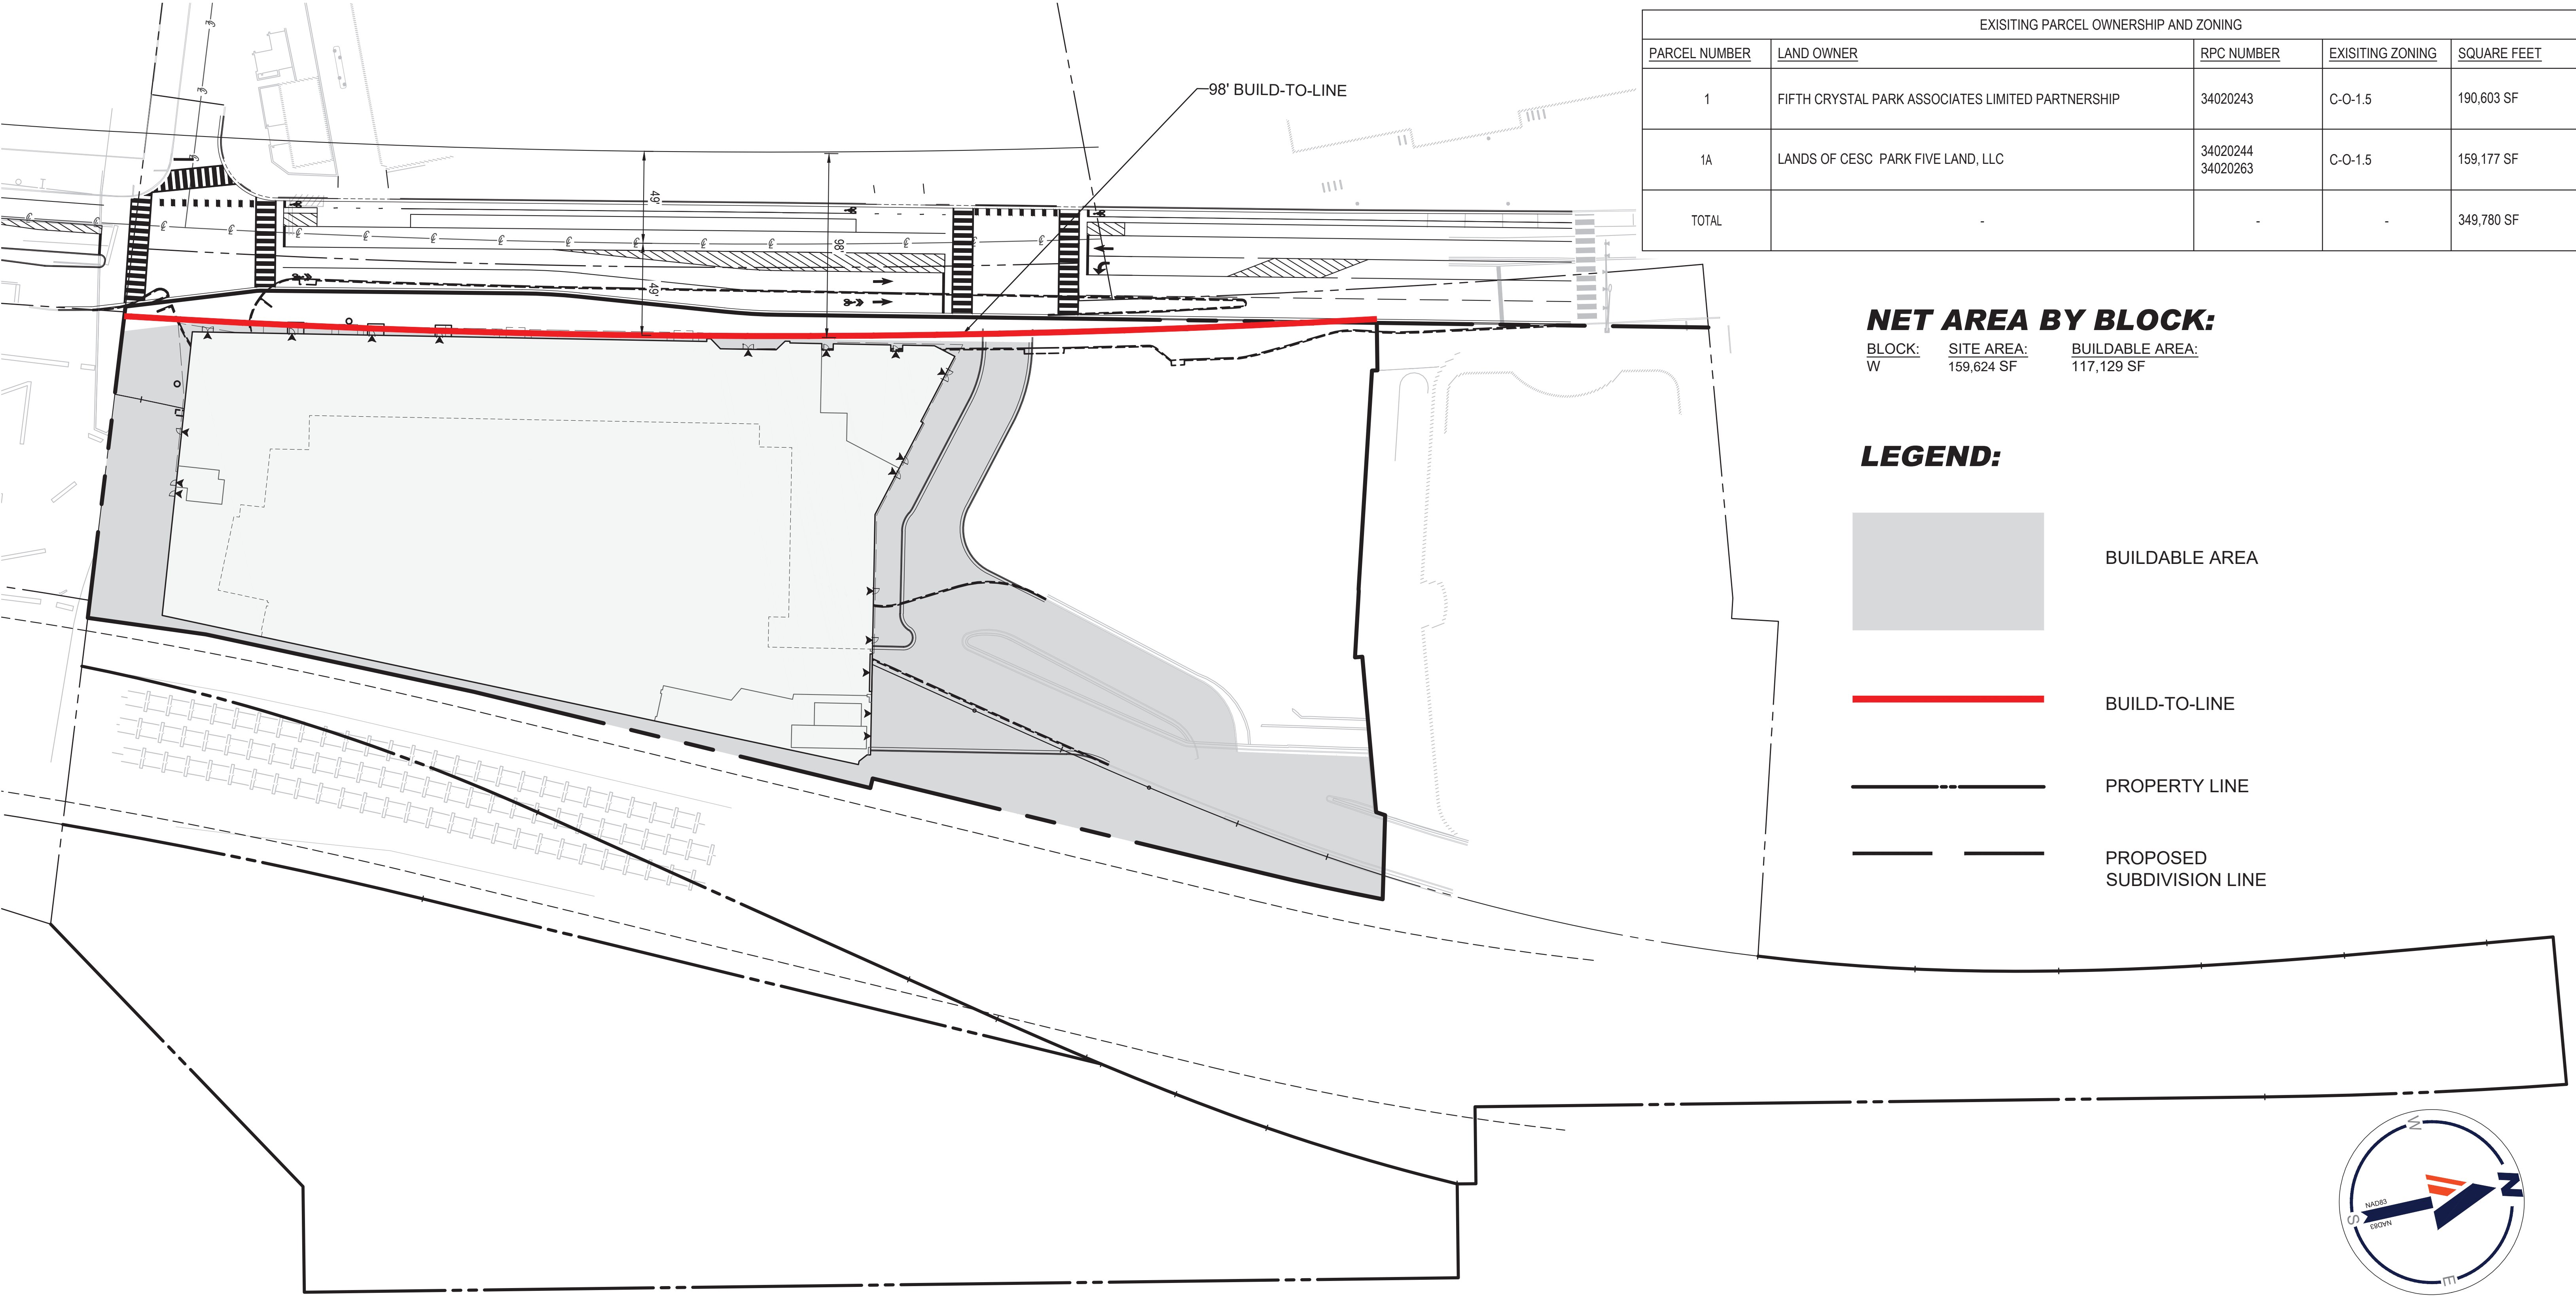 EXISITING PARCEL OWNERSHIP AND ZONING
PARCEL NUMBER LAND OWNER RPC NUMBER EXISITING ZONING SQUARE FEET
1 FIFTH CRYSTAL PARK ASSOCIATES LIMITED PARTNERSHIP 34020243 C-O-1.5 190,603 SF
1A LANDS OF CESC PARK FIVE LAND, LLC 34020244 34020263 C-O-1.5 159,177 SF
TOTAL - - - 349,780 SF
98' BUILD-TO-LINE
49'
98'
49'
NET AREA BY BLOCK:
BLOCK: SITE AREA: BUILDABLE AREA:
W 159,624 SF 117,129 SF
LEGEND:
BUILDABLE AREA
BUILD-TO-LINE
PROPERTY LINE
PROPOSED
SUBDIVISION LINE
W
N
NAD83
NAD83
S
E